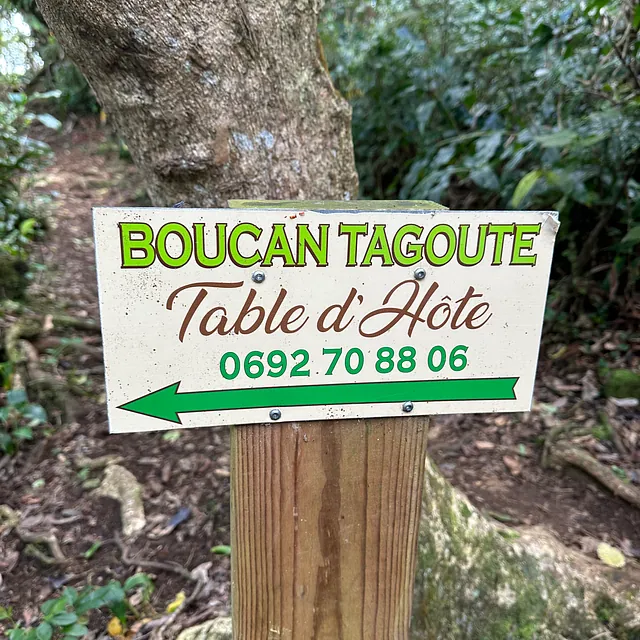 BOUCAN TAGOUTE
Table d'Hôte
0692 70 88 06